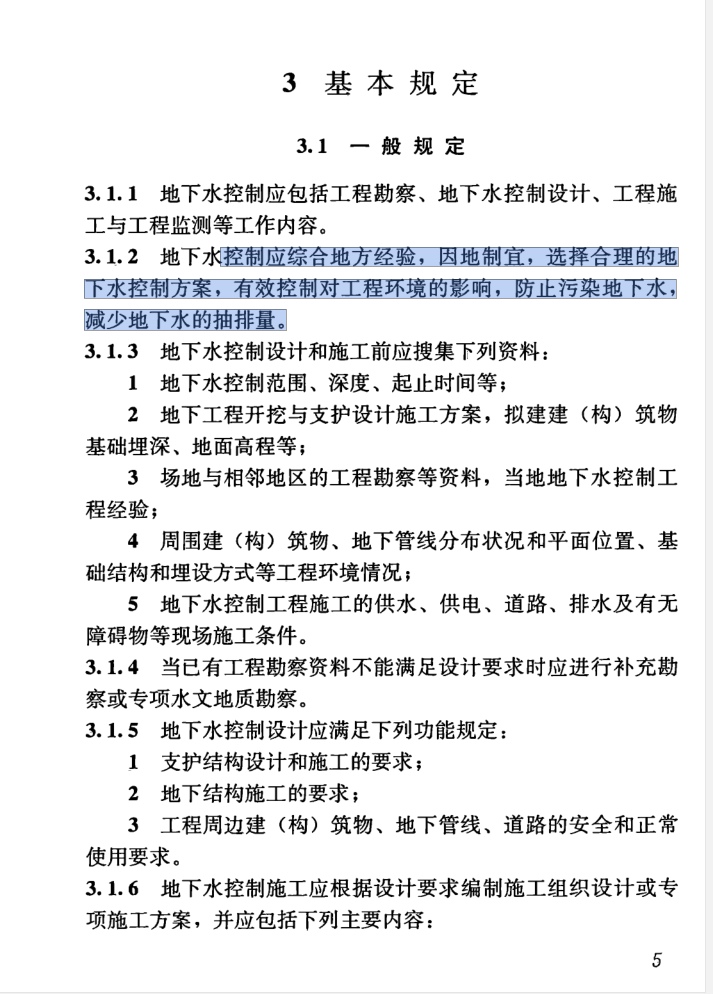 3 基本规定
3.1 一般规定
3.1.1 地下水控制应包括工程勘察、地下水控制设计、工程施
工与工程监测等工作内容。
3.1.2 地下水控制应综合地方经验，因地制宜，选择合理的地
下水控制方案，有效控制对工程环境的影响，防止污染地下水，
减少地下水的抽排量。
3.1.3 地下水控制设计和施工前应搜集下列资料：
1 地下水控制范围、深度、起止时间等；
2 地下工程开挖与支护设计施工方案，拟建建（构）筑物
基础埋深、地面高程等；
3 场地与相邻地区的工程勘察等资料，当地地下水控制工
程经验；
4 周围建（构）筑物、地下管线分布状况和平面位置、基
础结构和埋设方式等工程环境情况；
5 地下水控制工程施工的供水、供电、道路、排水及有无
障碍物等现场施工条件。
3.1.4 当已有工程勘察资料不能满足设计要求时应进行补充勘
察或专项水文地质勘察。
3.1.5 地下水控制设计应满足下列功能规定：
1 支护结构设计和施工的要求；
2 地下结构施工的要求；
3 工程周边建（构）筑物、地下管线、道路的安全和正常
使用要求。
3.1.6 地下水控制施工应根据设计要求编制施工组织设计或专
项施工方案，并应包括下列主要内容：
5